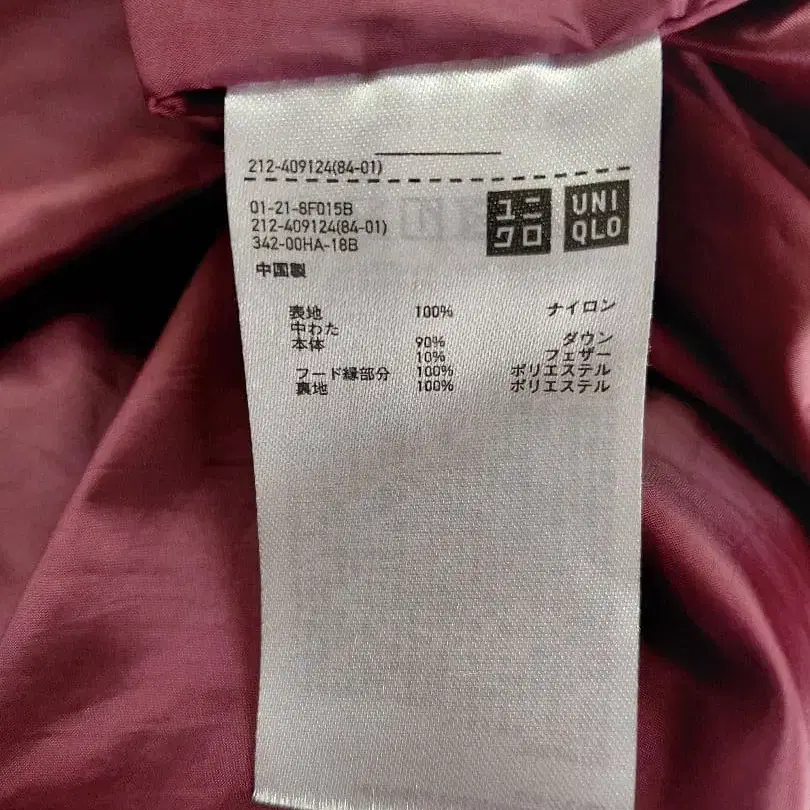 212-409124(84-01)
01-21-8F015B
212-409124(84-01)
342-00HA-18B
ユニ
クロ
UNI
QLO
中国製
表地 100% ナイロン
中わた
本体 90% ダウン
10% フェザー
フード縁部分 100% ポリエステル
裏地 100% ポリエステル